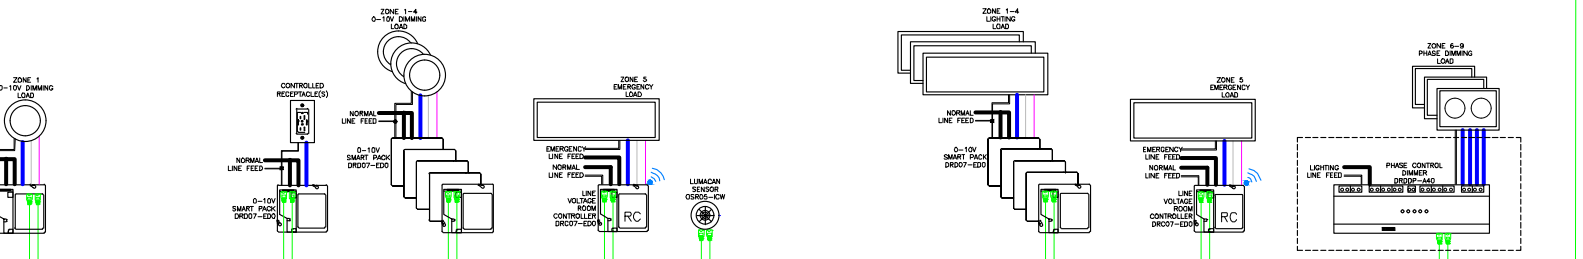 ZONE 1
0-10V DIMMING
LOAD
CONTROLLED
RECEPTACLE(S)
NORMAL
LINE FEED
0-10V
SMART PACK
DRD07-ED0
ZONE 1-4
0-10V DIMMING
LOAD
NORMAL
LINE FEED
0-10V
SMART PACK
DRD07-ED0
ZONE 5
EMERGENCY
LOAD
EMERGENCY
LINE FEED
NORMAL
LINE FEED
LINE
VOLTAGE
ROOM
CONTROLLER
DRC07-ED0
RC
LUMACAN
SENSOR
OSR05-ICW
ZONE 1-4
LIGHTING
LOAD
NORMAL
LINE FEED
0-10V
SMART PACK
DRD07-ED0
ZONE 5
EMERGENCY
LOAD
EMERGENCY
LINE FEED
NORMAL
LINE FEED
LINE
VOLTAGE
ROOM
CONTROLLER
DRC07-ED0
RC
ZONE 6-9
PHASE DIMMING
LOAD
LIGHTING
LINE FEED
PHASE CONTROL
DIMMER
DRDDP-A40